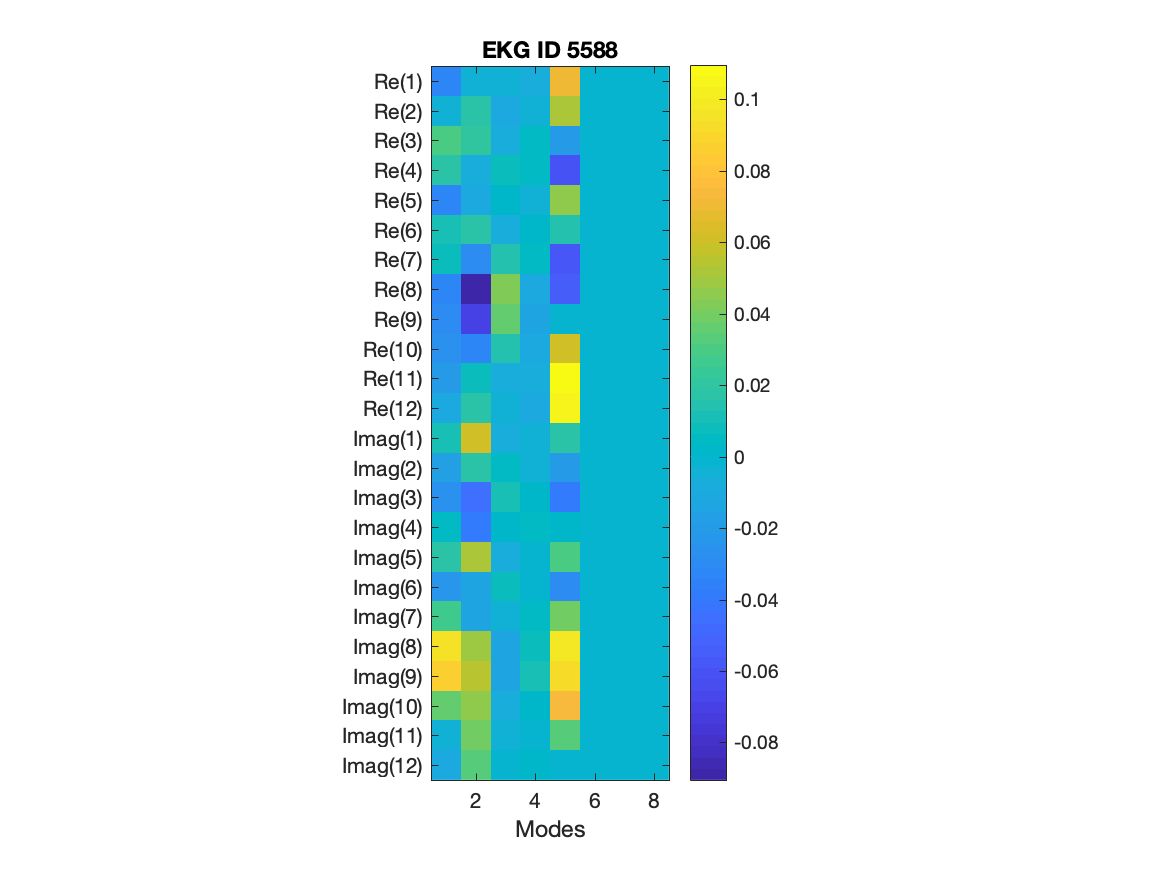 EKG ID 5588
Re(1)
Re(2)
Re(3)
Re(4)
Re(5)
Re(6)
Re(7)
Re(8)
Re(9)
Re(10)
Re(11)
Re(12)
Imag(1)
Imag(2)
Imag(3)
Imag(4)
Imag(5)
Imag(6)
Imag(7)
Imag(8)
Imag(9)
Imag(10)
Imag(11)
Imag(12)
2 4 6 8
Modes
0.1
0.08
0.06
0.04
0.02
0
-0.02
-0.04
-0.06
-0.08